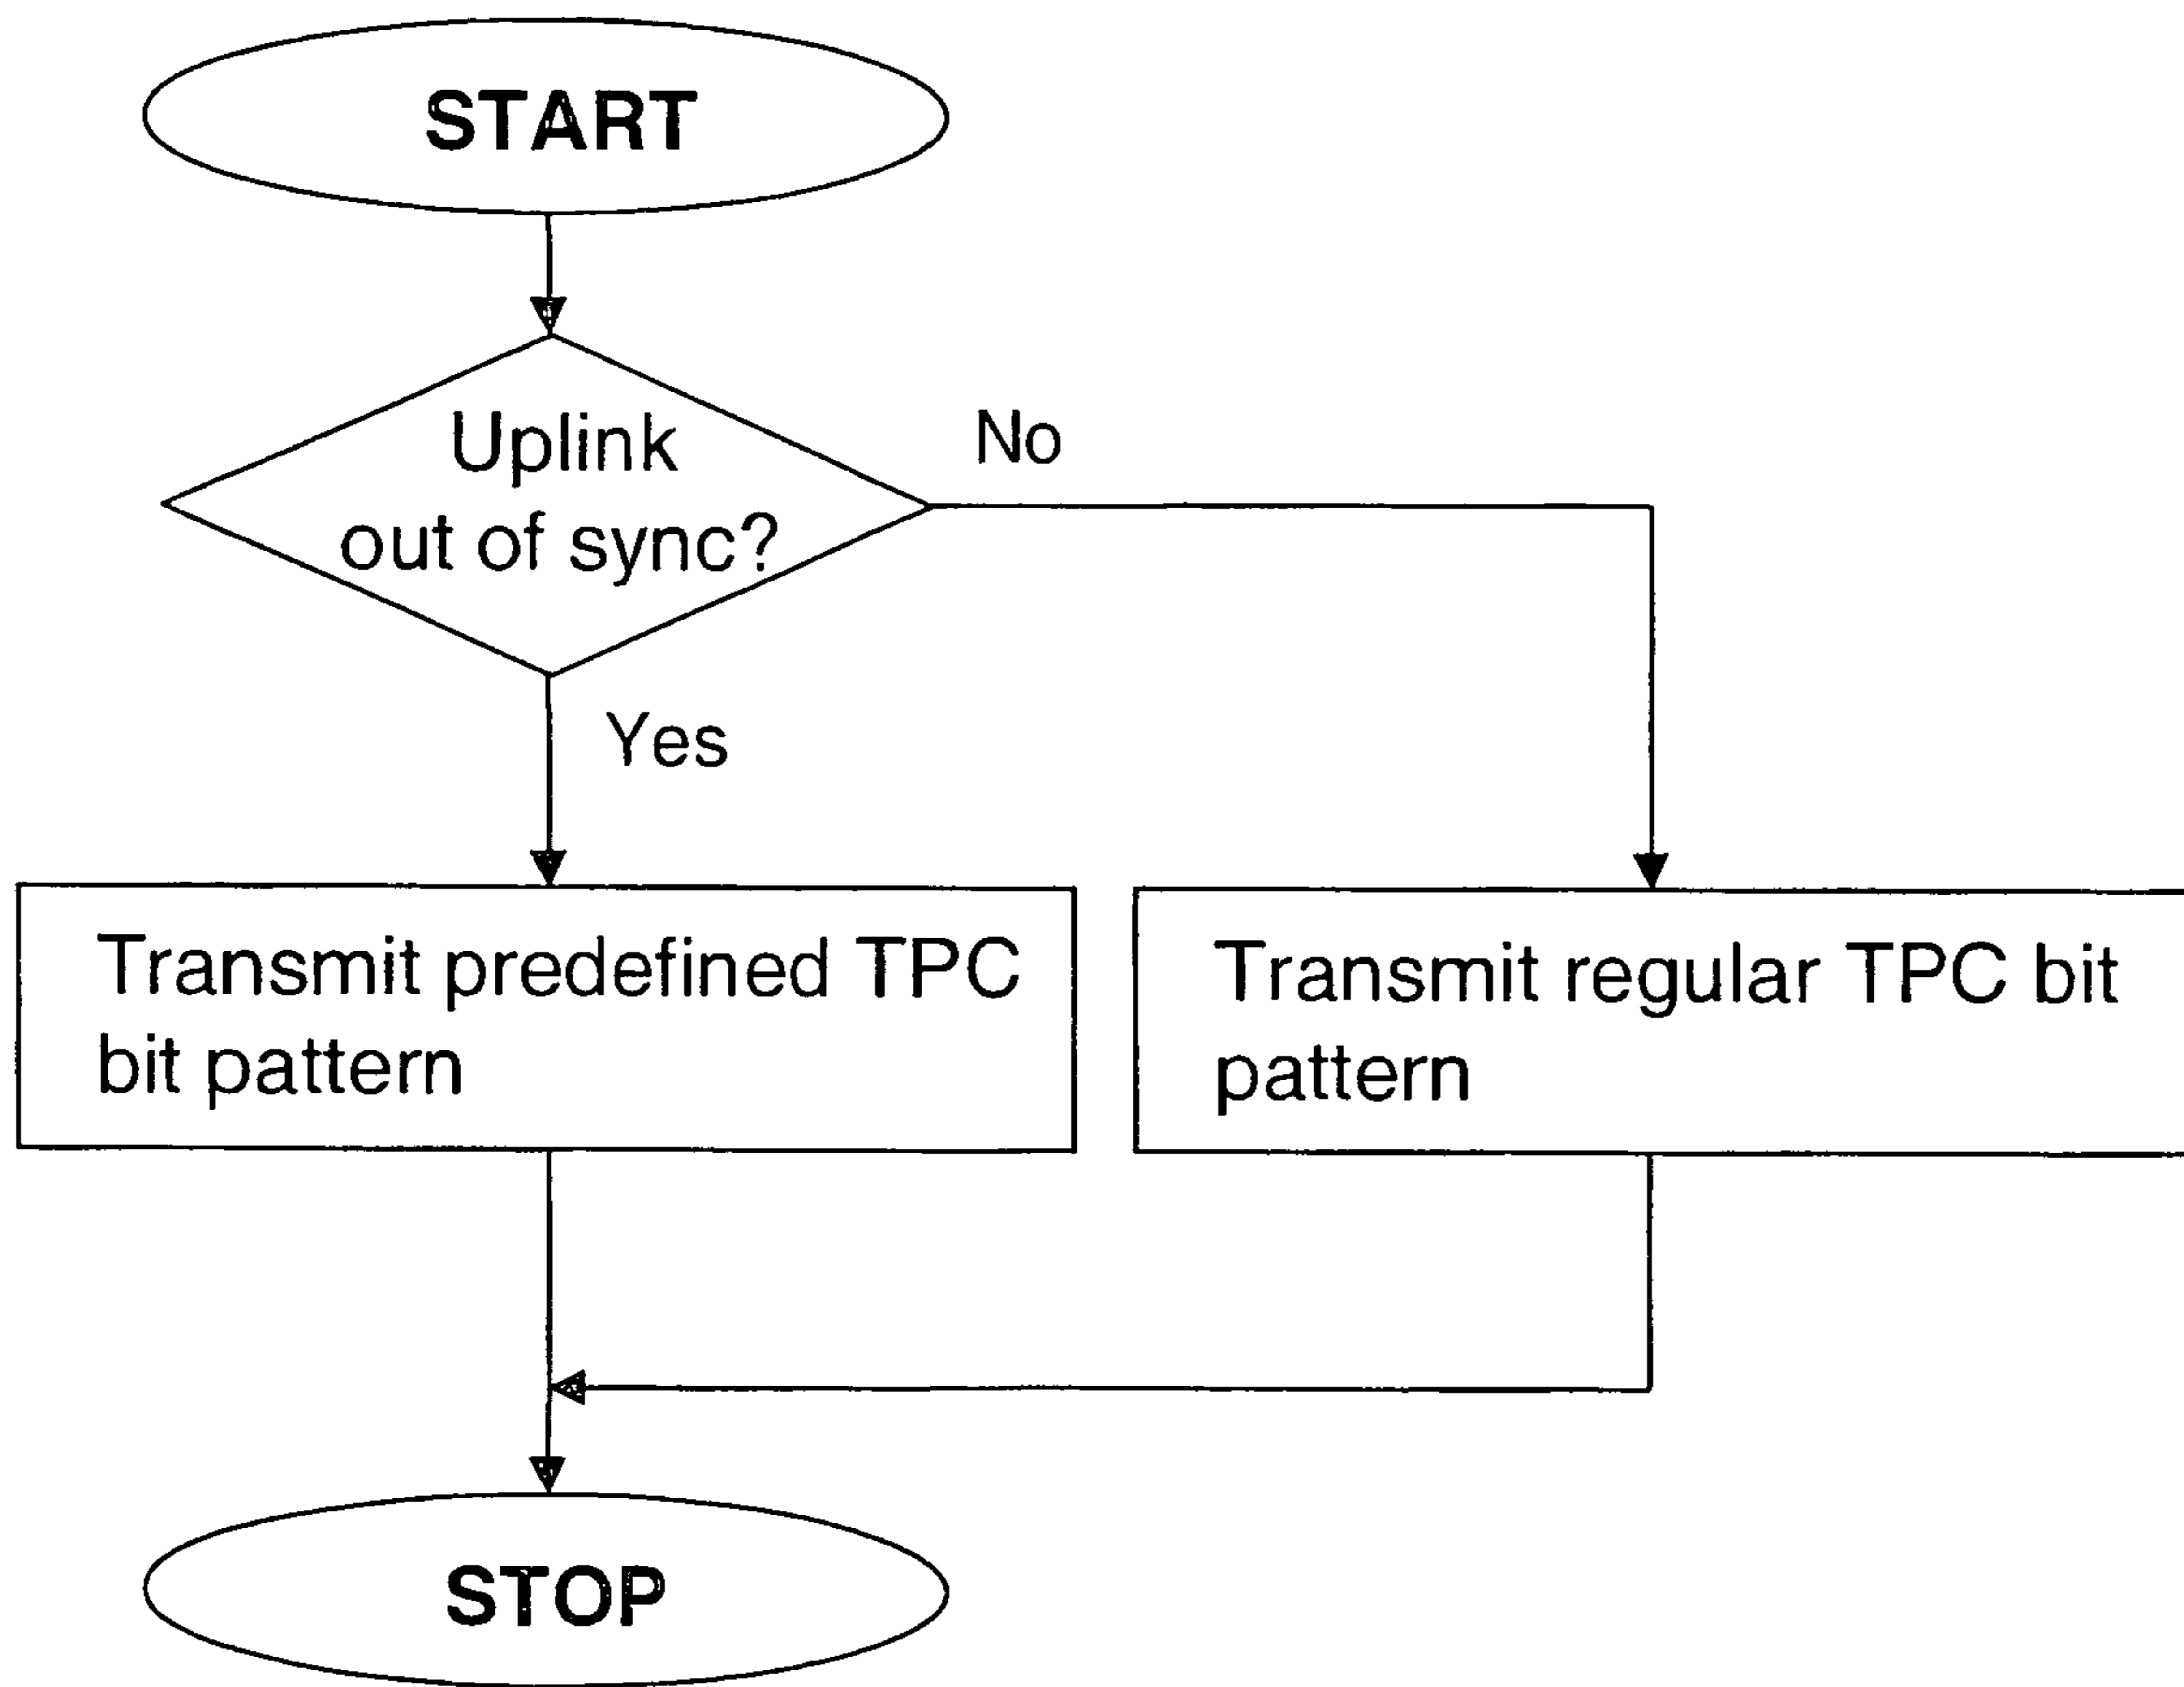 START
Uplink
out of sync?
No
Yes
Transmit predefined TPC
bit pattern
Transmit regular TPC bit
pattern
STOP